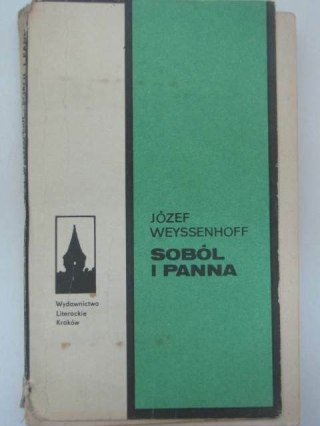 JÓZEF
WEYSSENHOFF
SOBÓL
I PANNA
Wydawnictwo
Literackie
Kraków